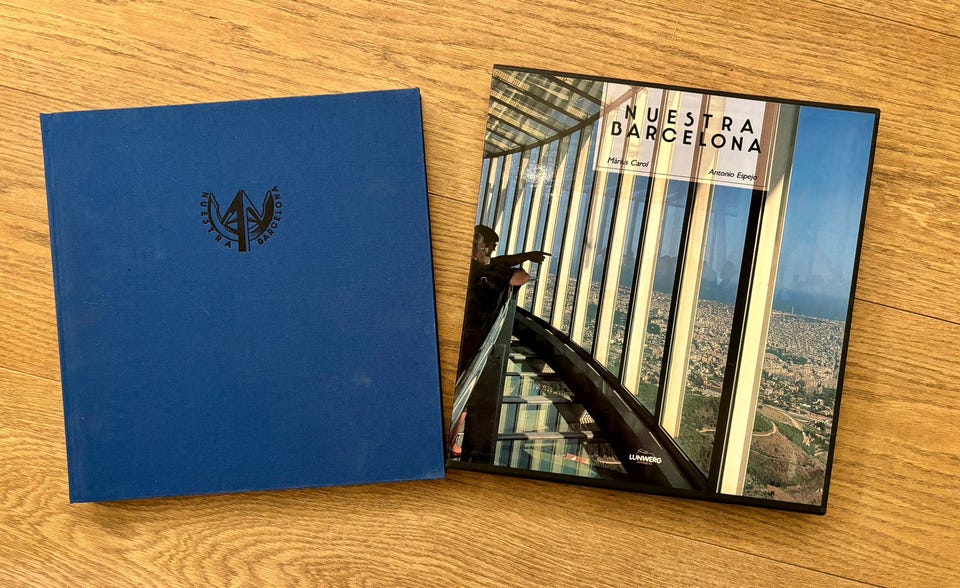 NUESTRA BARCELONA
NUESTRA
BARCELONA
Màrius Carol
Antonio Espejo
LUNWERG